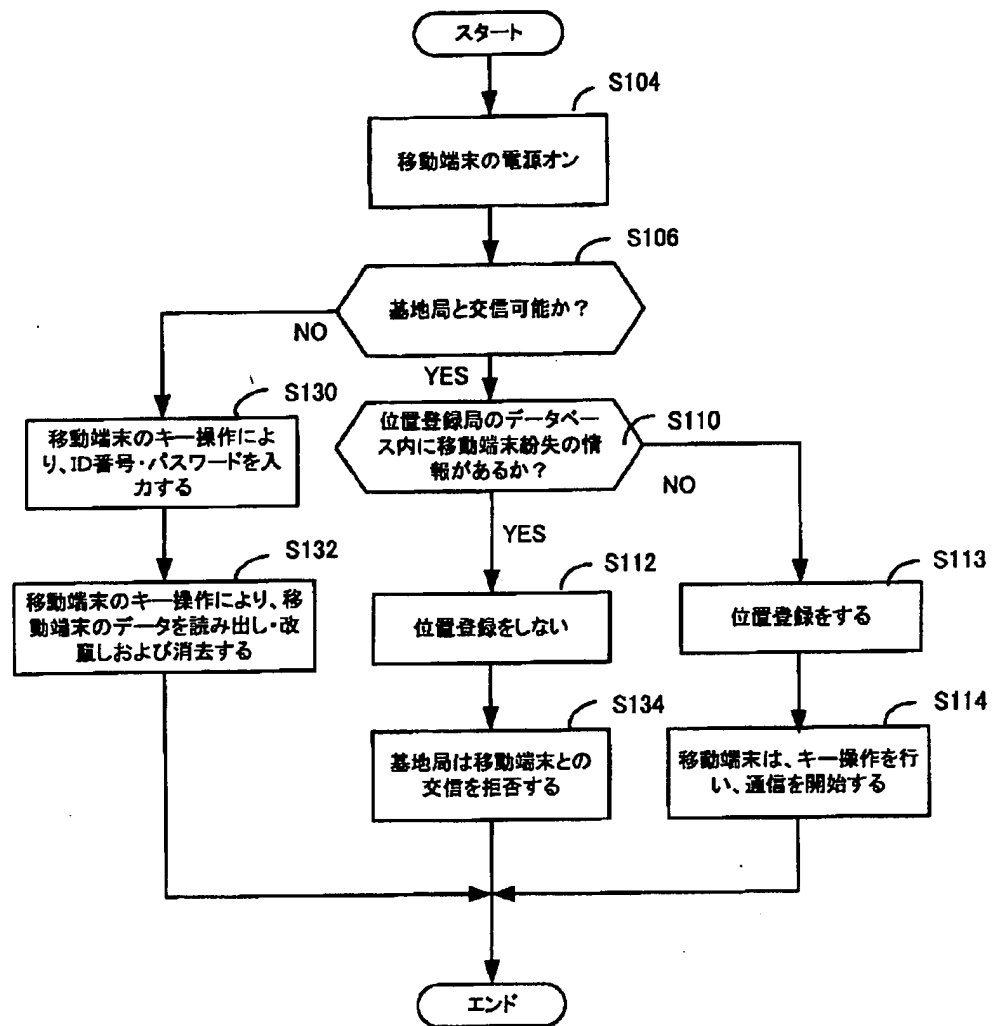 スタート
S104
移動端末の電源オン
S106
基地局と交信可能か？
NO
YES
S130
移動端末のキー操作によ
り、ID番号・パスワードを入
力する
S110
位置登録局のデータベー
ス内に移動端末紛失の情
報があるか？
NO
YES
S132
移動端末のキー操作により、移
動端末のデータを読み出し・改
竄しおよび消去する
S112
位置登録をしない
S113
位置登録をする
S134
基地局は移動端末との
交信を拒否する
S114
移動端末は、キー操作を行
い、通信を開始する
エンド